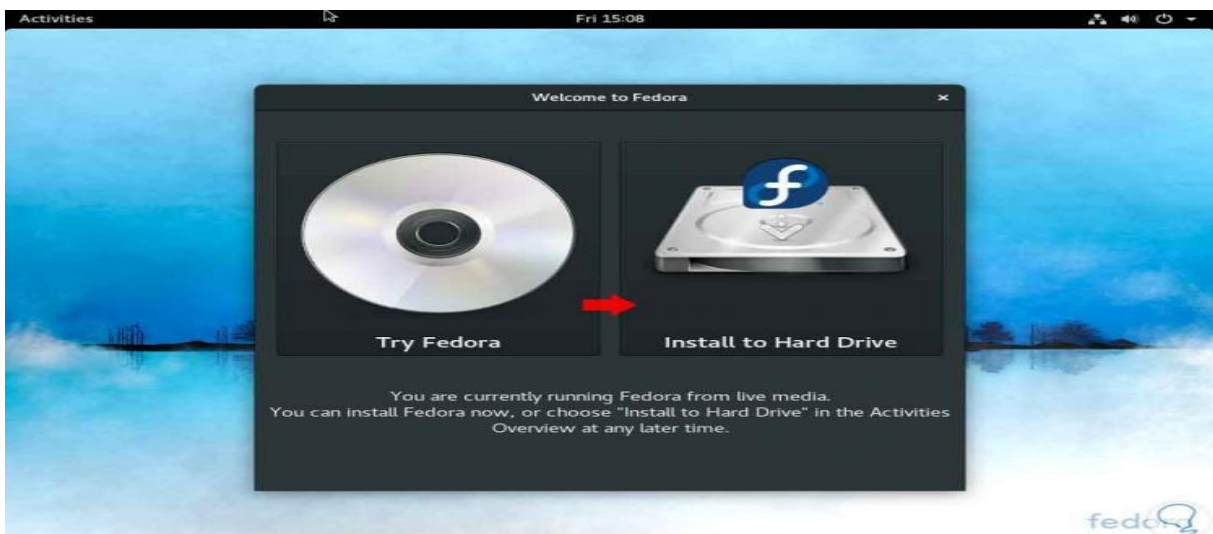 Activities
Fri 15:08
Welcome to Fedora
Try Fedora
Install to Hard Drive
You are currently running Fedora from live media.
You can install Fedora now, or choose "Install to Hard Drive" in the Activities
Overview at any later time.